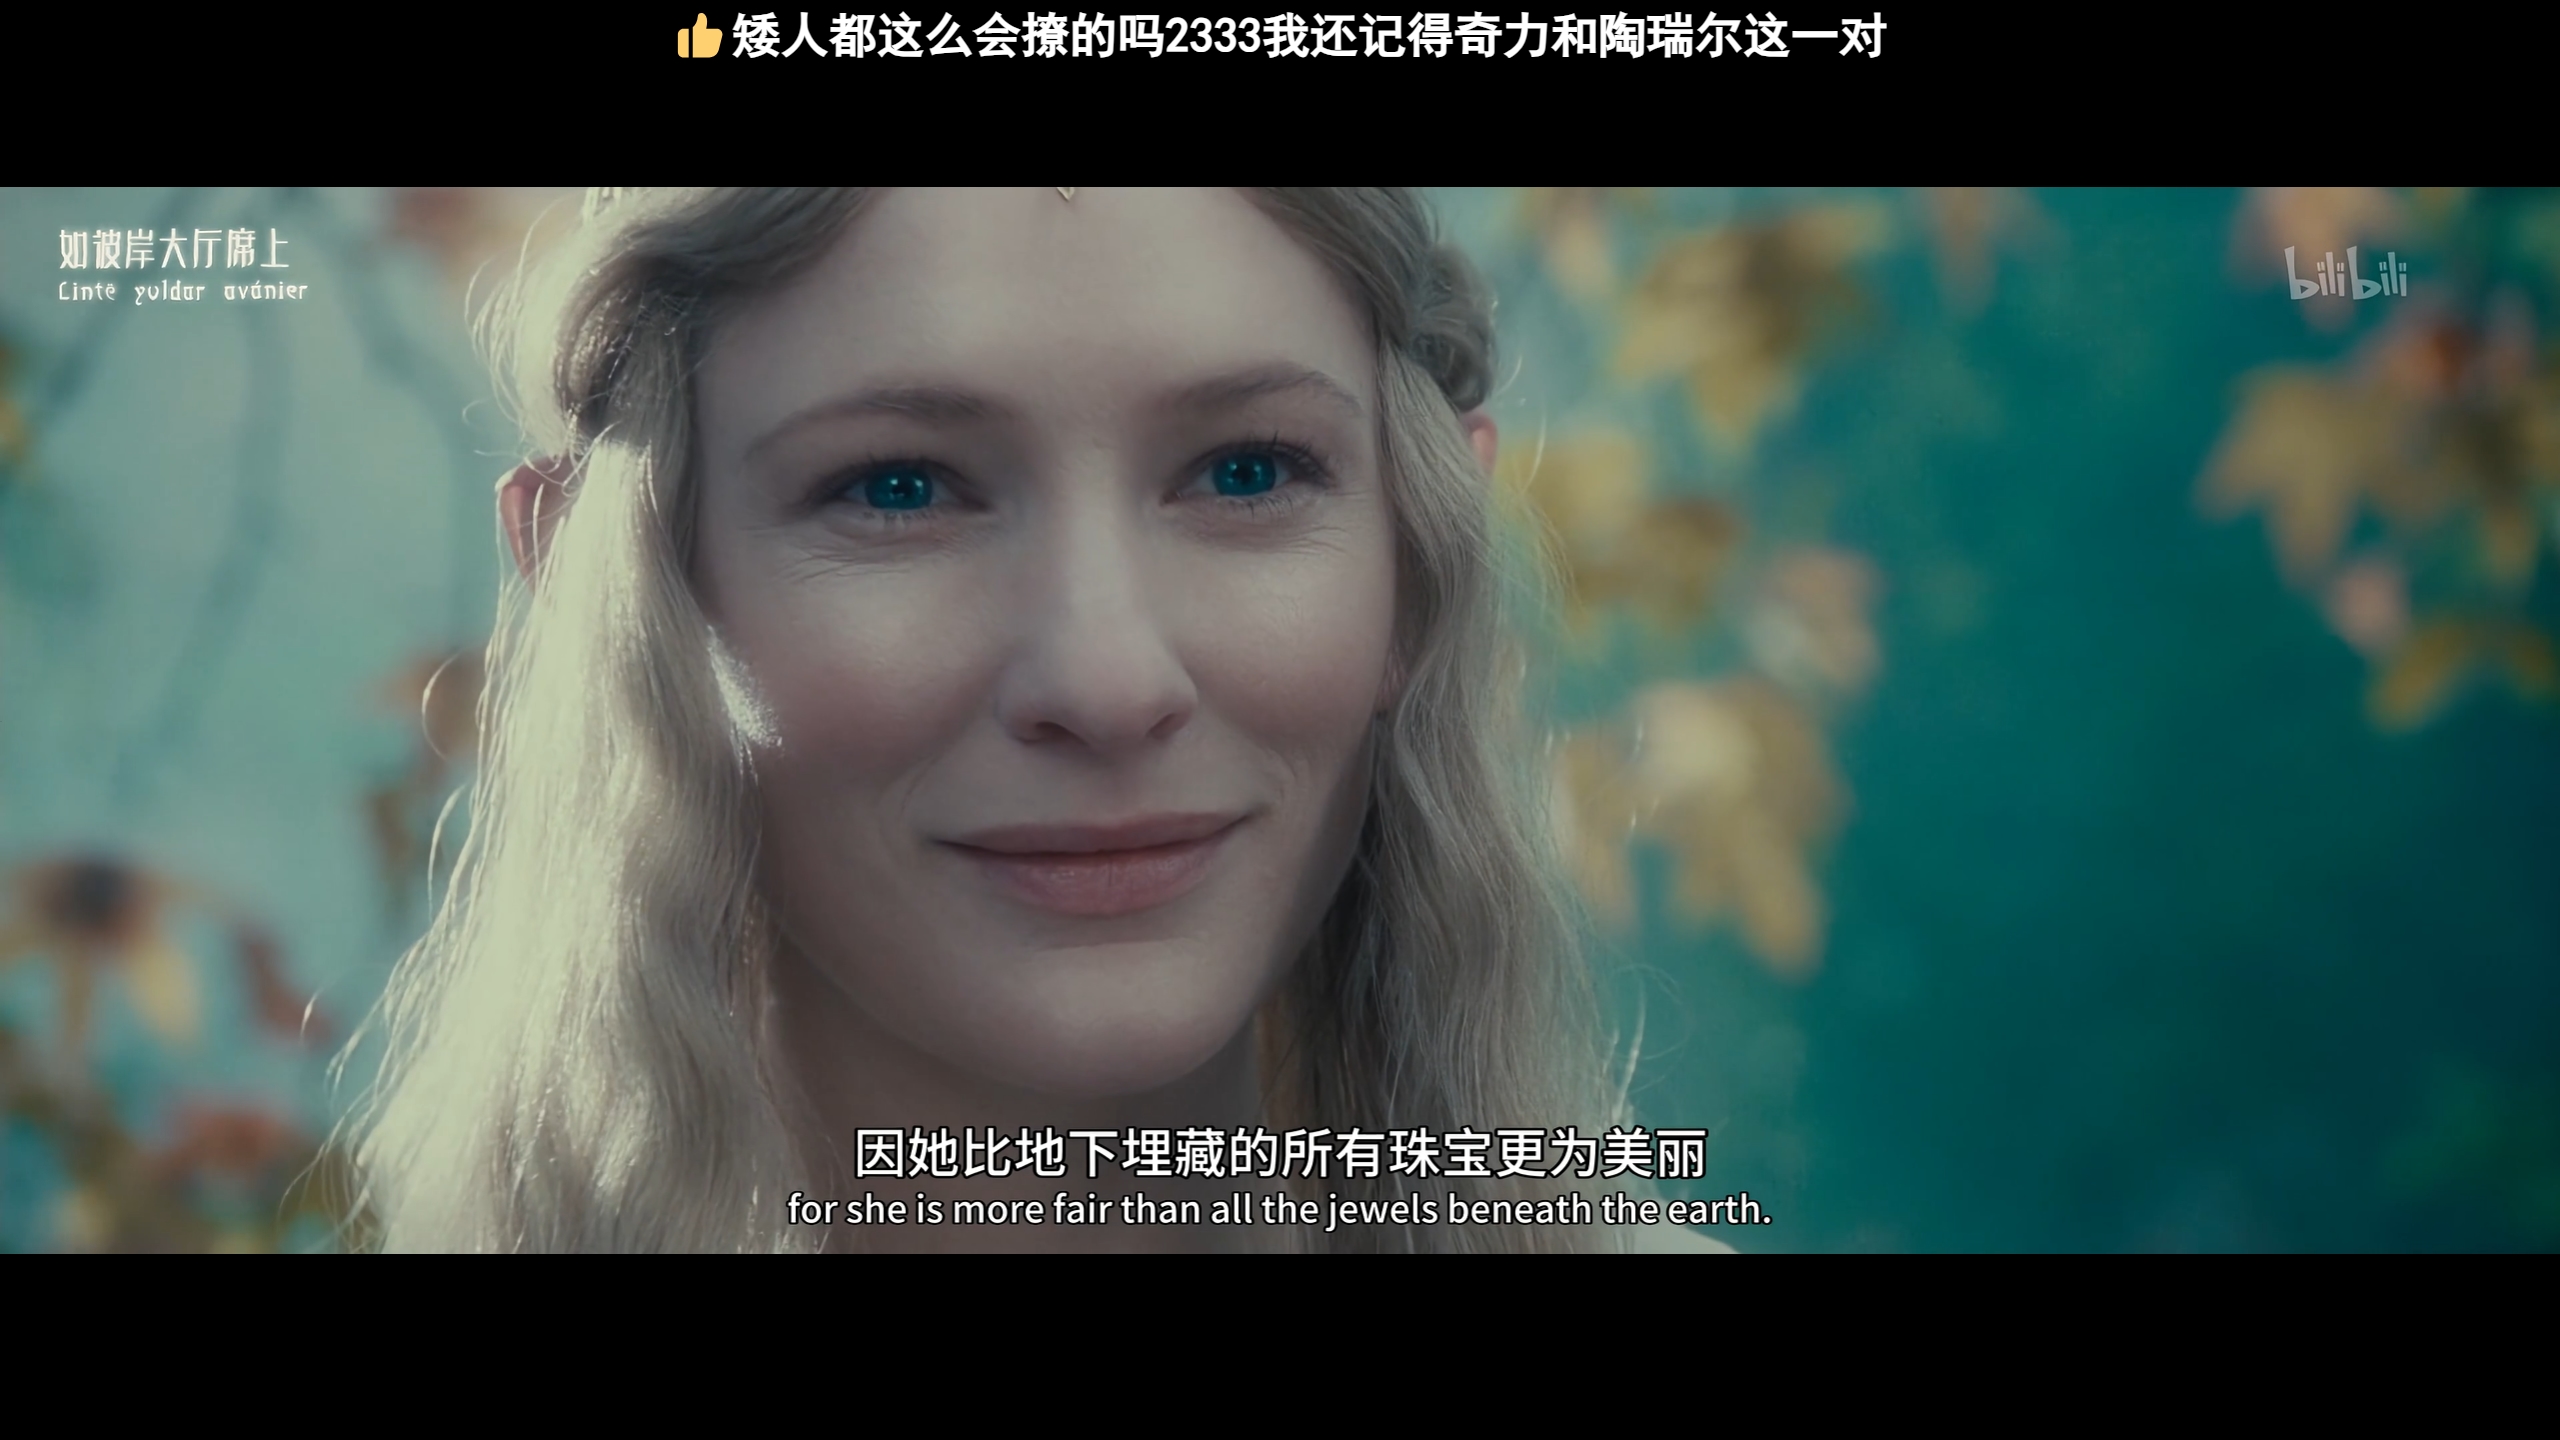 矮人都这么会撩的吗2333我还记得奇力和陶瑞尔这一对
如彼岸大厅席上
Lintë yuldar avánier
bilibili
因她比地下埋藏的所有珠宝更为美丽
for she is more fair than all the jewels beneath the earth.